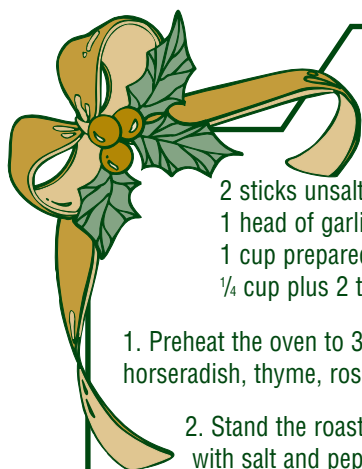 2 sticks unsalt
1 head of garli
1 cup prepared
¼ cup plus 2 t
1. Preheat the oven to 3
horseradish, thyme, ros
2. Stand the roast
with salt and pep